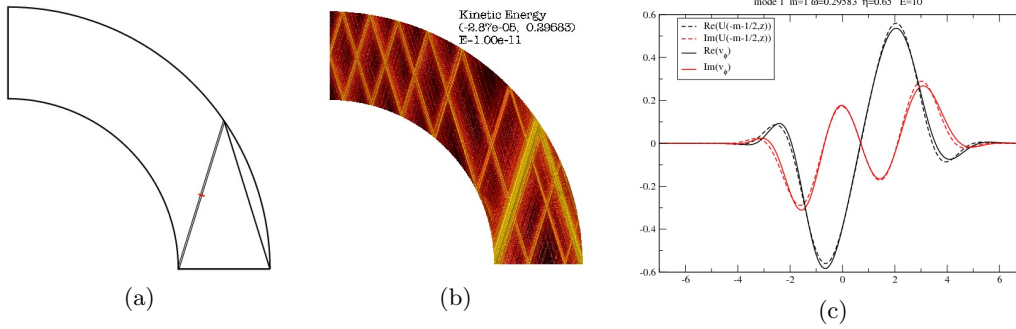 Kinetic Energy
(-2.87e-05, 0.29583)
E=1.00e-11
mode 1 m=1 ω=0.29583 η=0.65 E=10
Re(U(-m-1/2,z))
Im(U(-m-1/2,z))
Re(v_ϕ)
Im(v_ϕ)
0.6
0.4
0.2
0
-0.2
-0.4
-0.6
-6 -4 -2 0 2 4 6
(a)
(b)
(c)